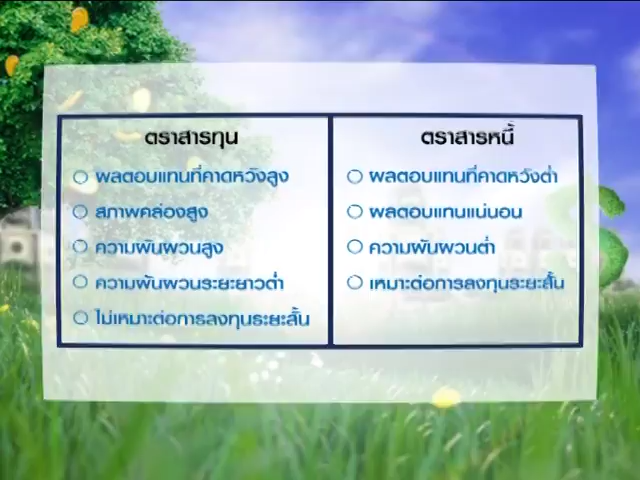 ตราสารทุน
ผลตอบแทนที่คาดหวังสูง
สภาพคล่องสูง
ความผันผวนสูง
ความผันผวนระยะยาวต่ำ
ไม่เหมาะต่อการลงทุนระยะสั้น
ตราสารหนี้
ผลตอบแทนที่คาดหวังต่ำ
ผลตอบแทนแน่นอน
ความผันผวนต่ำ
เหมาะต่อการลงทุนระยะสั้น